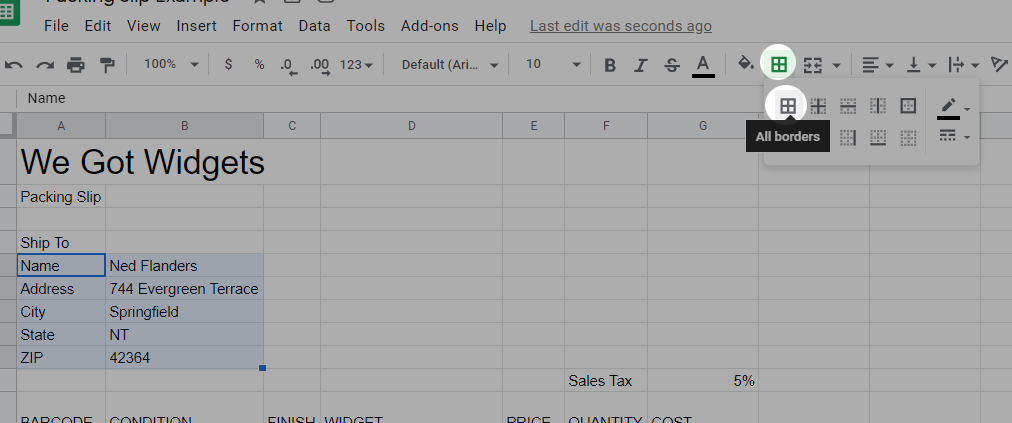 Packing Slip Example
File Edit View Insert Format Data Tools Add-ons Help Last edit was seconds ago
100% $ % .0 .00 123 Default (Ari... 10 B I S A
Name
All borders
A B C D E F G
We Got Widgets
Packing Slip
Ship To
Name Ned Flanders
Address 744 Evergreen Terrace
City Springfield
State NT
ZIP 42364
Sales Tax 5%
BARCODE CONDITION FINISH WIDGET PRICE QUANTITY COST